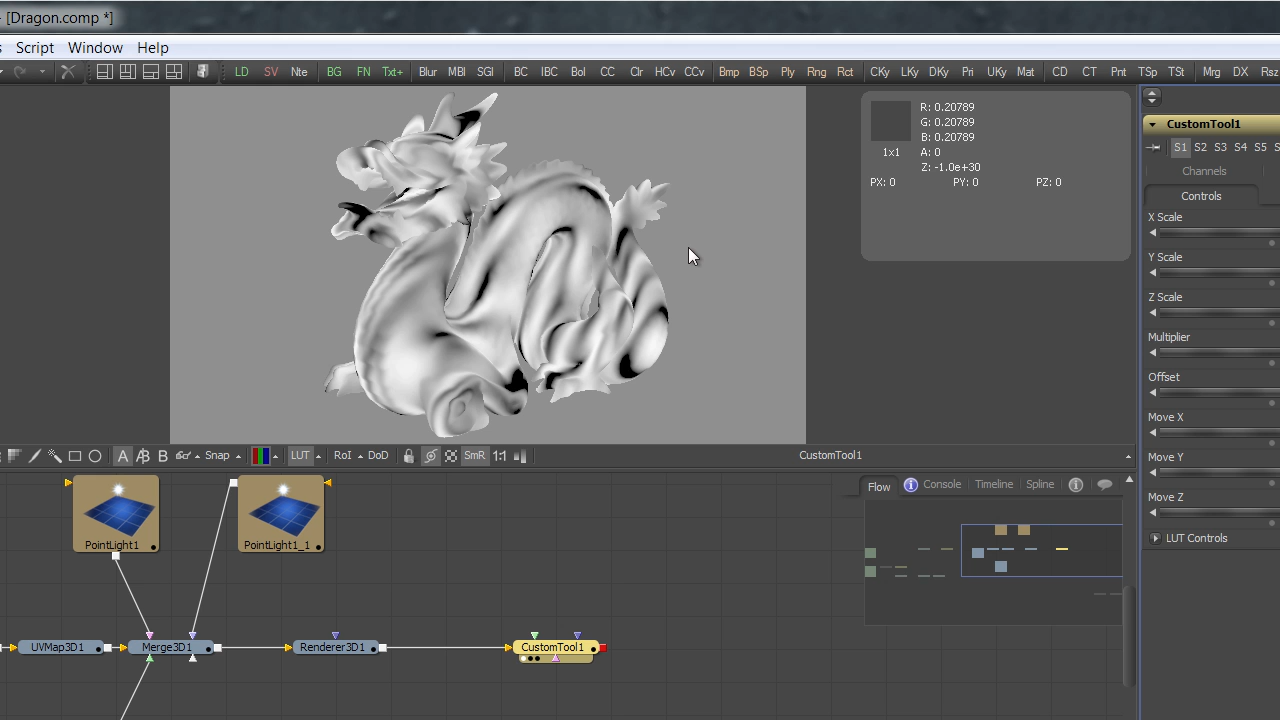 - [Dragon.comp *]
s Script Window Help
LD SV Nte BG FN Txt+ Blur MBl SGl BC IBC Bol CC Clr HCv CCv Bmp BSp Ply Rng Rct CKy LKy DKy Pri UKy Mat CD CT Pnt TSp TSt Mrg DX Rsz
R: 0.20789
G: 0.20789
B: 0.20789
1x1 A: 0
Z: -1.0e+30
PX: 0 PY: 0 PZ: 0
CustomTool1
S1 S2 S3 S4 S5 S
Channels
Controls
X Scale
Y Scale
Z Scale
Multiplier
Offset
Move X
Move Y
Move Z
LUT Controls
A B Snap LUT RoI DoD SmR 1:1 CustomTool1
Flow Console Timeline Spline
PointLight1 PointLight1_1
UVMap3D1 Merge3D1 Renderer3D1 CustomTool1